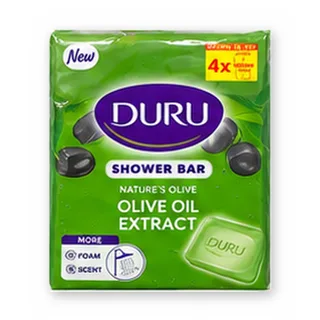 New
4x
DURU
SHOWER BAR
NATURE'S OLIVE
OLIVE OIL
EXTRACT
MORE
FOAM
SCENT
DURU